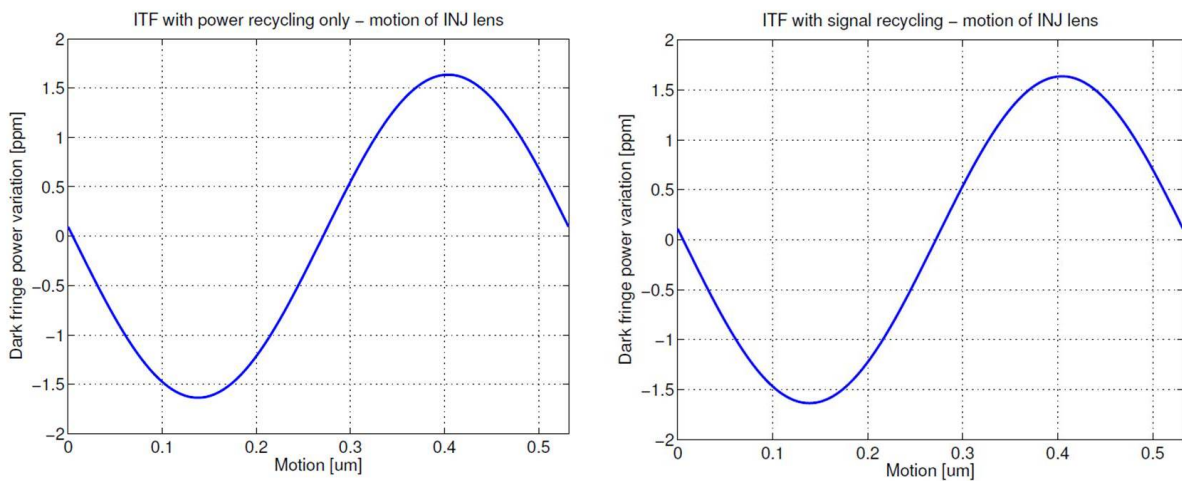 ITF with power recycling only − motion of INJ lens
Dark fringe power variation [ppm]
2
1.5
1
0.5
0
−0.5
−1
−1.5
−2
0 0.1 0.2 0.3 0.4 0.5
Motion [um]
ITF with signal recycling − motion of INJ lens
Dark fringe power variation [ppm]
2
1.5
1
0.5
0
−0.5
−1
−1.5
−2
0 0.1 0.2 0.3 0.4 0.5
Motion [um]